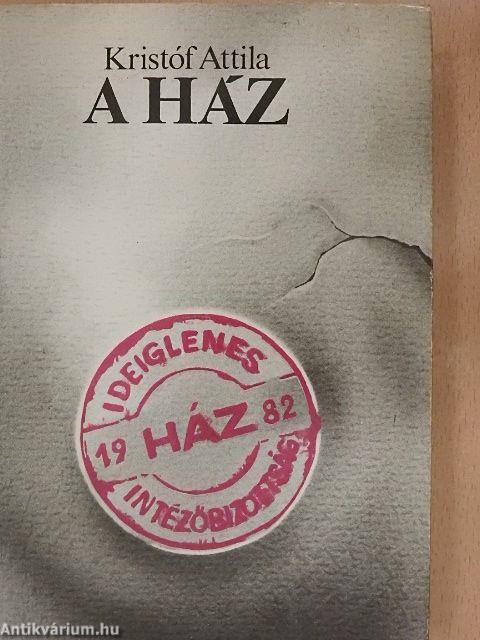 Kristóf Attila
A HÁZ
IDEIGLENES
19 HÁZ 82
INTÉZŐBIZOTTSÁG
Antikvárium.hu